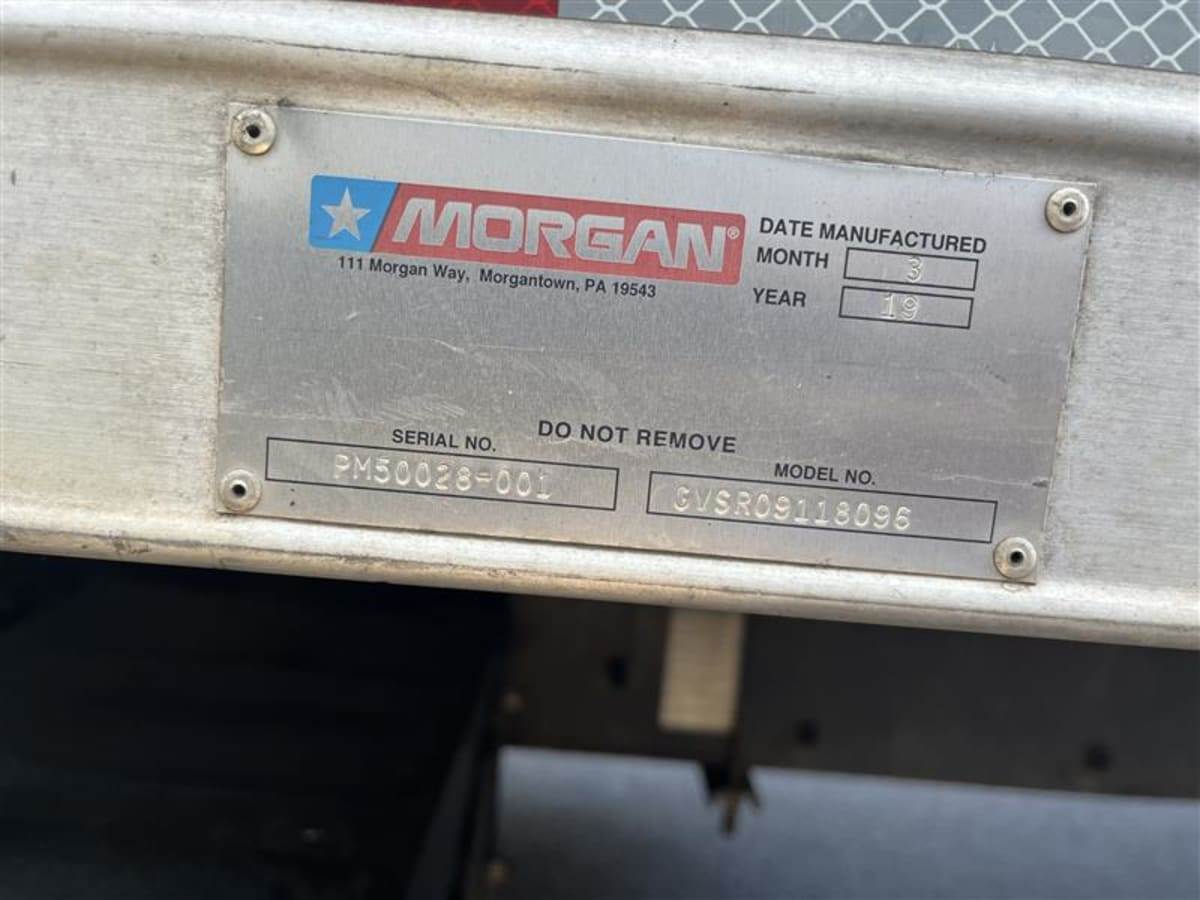 MORGAN®
111 Morgan Way, Morgantown, PA 19543
DATE MANUFACTURED
MONTH 3
YEAR 19
DO NOT REMOVE
SERIAL NO.
PM50028-001
MODEL NO.
GVSR09118096